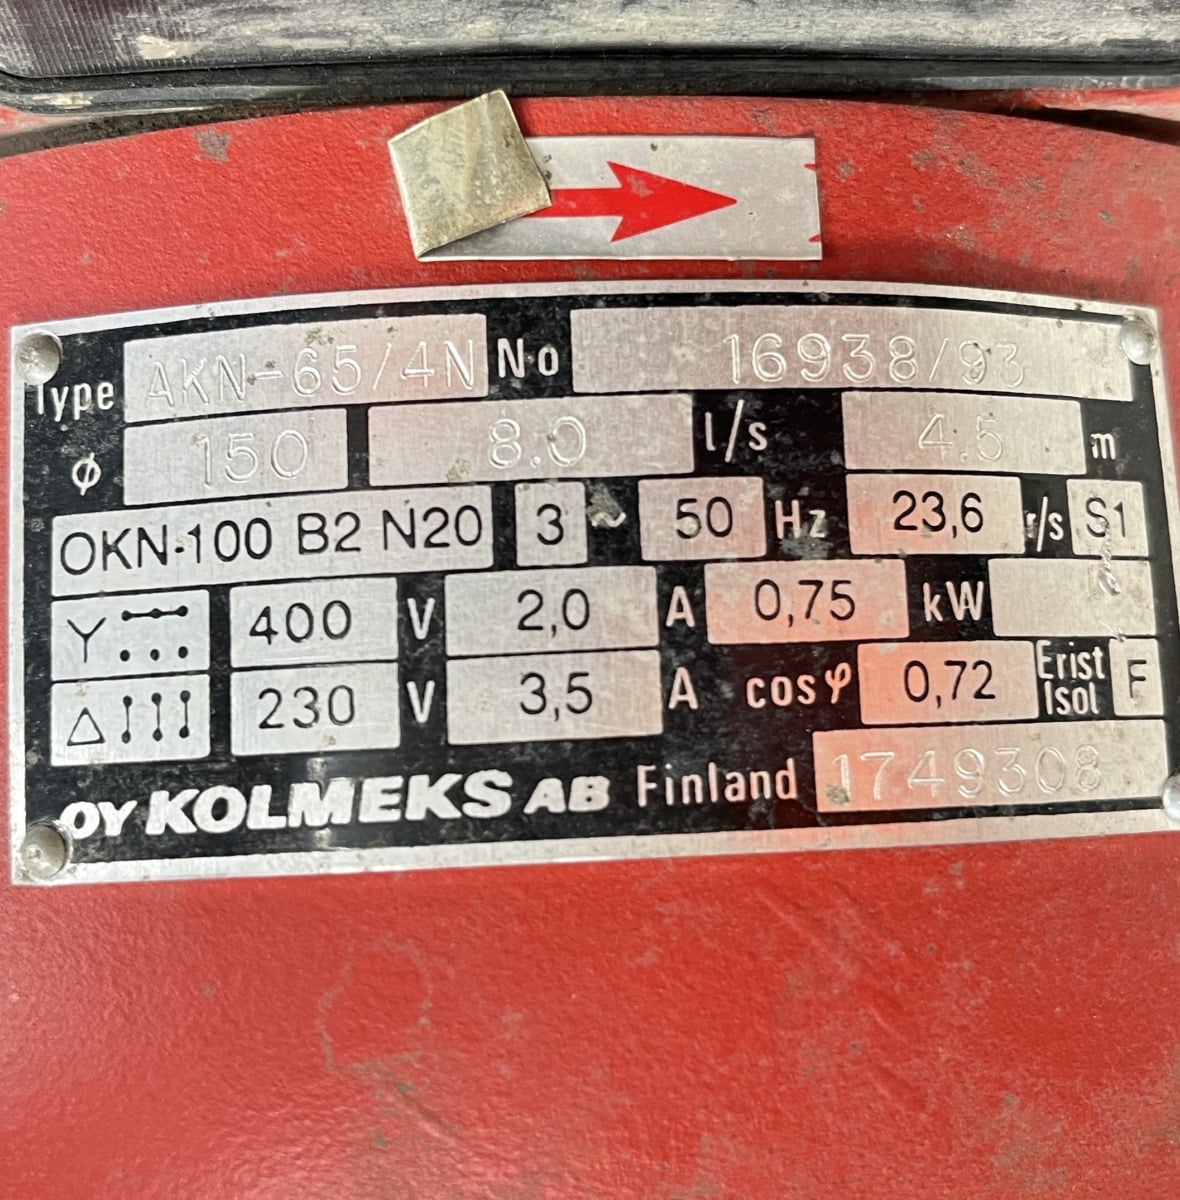 Type AKN-65/4N No 16938/93
ϕ 150 8.0 l/s 4.5 m
OKN-100 B2 N20 3 ~ 50 Hz 23,6 r/s S1
Y 400 V 2,0 A 0,75 kW
Δ 230 V 3,5 A cosφ 0,72 Erist Isol F
OY KOLMEKS AB Finland 1749308